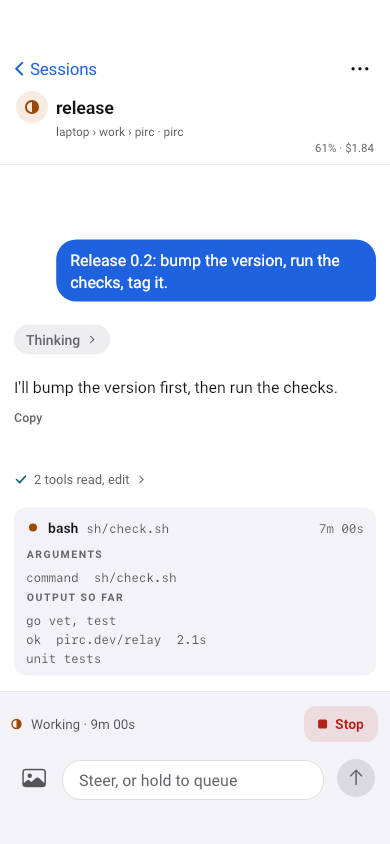 Sessions
release
laptop › work › pirc · pirc
61% · $1.84
Release 0.2: bump the version, run the
checks, tag it.
Thinking
I'll bump the version first, then run the checks.
Copy
2 tools read, edit
bash sh/check.sh 7m 00s
ARGUMENTS
command sh/check.sh
OUTPUT SO FAR
go vet, test
ok pirc.dev/relay 2.1s
unit tests
Working · 9m 00s
Stop
Steer, or hold to queue